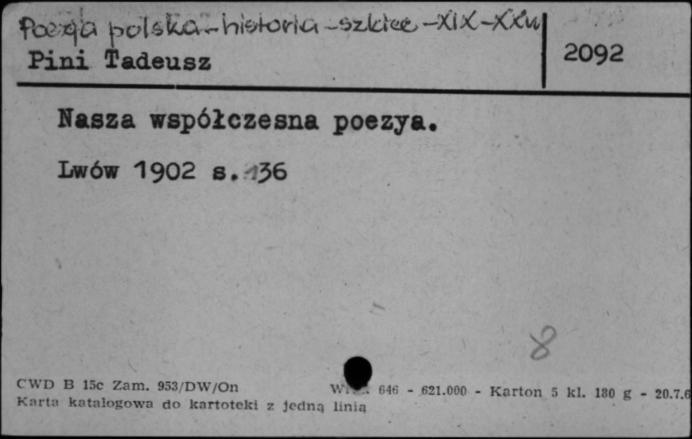 Poezja polska - historia - szkice - XIX - XXw
Pini Tadeusz
2092
Nasza współczesna poezya.
Lwów 1902 s. 136
8
CWD B 15c Zam. 953/DW/On 646 - 621.000 - Karton 5 kl. 180 g - 20.7.6
Karta katalogowa do kartoteki z jedną linią